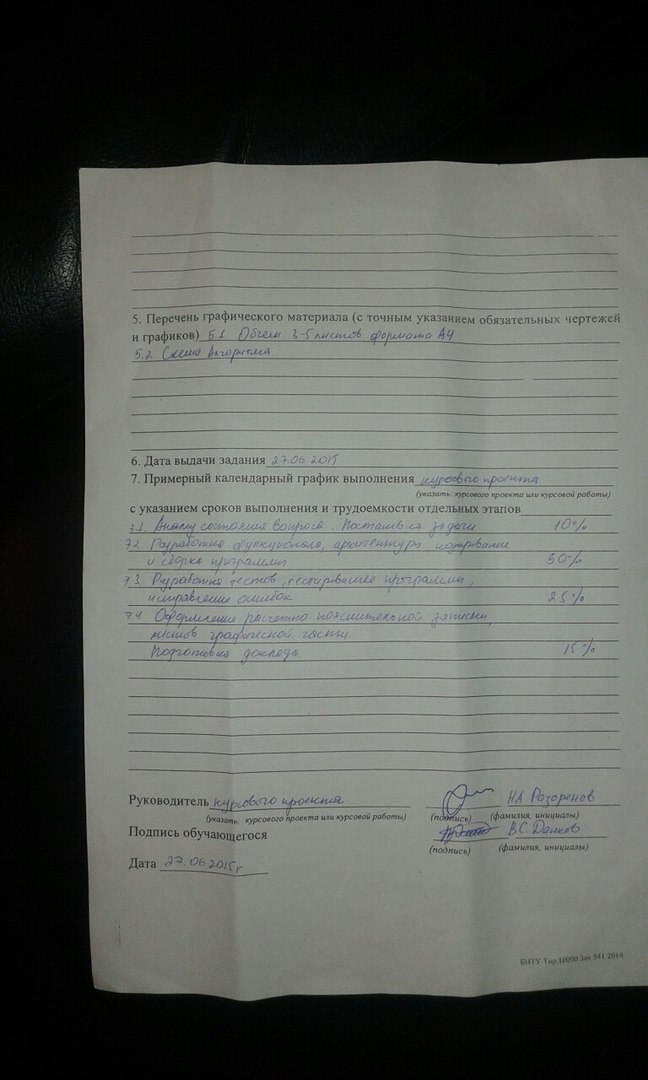 5. Перечень графического материала (с точным указанием обязательных чертежей
и графиков) 5.1 Объем 3-5 листов формата А4
5.2 Схема Алгоритма
6. Дата выдачи задания 27.06 2015
7. Примерный календарный график выполнения курсового проекта
(указать: курсового проекта или курсовой работы)
с указанием сроков выполнения и трудоемкости отдельных этапов
7.1 Анализ состояния вопроса. Постановка задачи 10%
7.2 Разработка функционала, архитектуры кодирование
и сборка программы 50%
7.3 Разработка тестов, тестирование программы,
исправление ошибок 25%
7.4 Оформление расчетно пояснительной записки,
листов графической части.
Подготовка доклада 15%
Руководитель курсового проекта Н.А. Разоренов
(указать: курсового проекта или курсовой работы) (подпись) (фамилия, инициалы)
Подпись обучающегося В.С.
(подпись) (фамилия, инициалы)
Дата 27.06 2015г
БНТУ. Тир.10000 Зак.541 2014